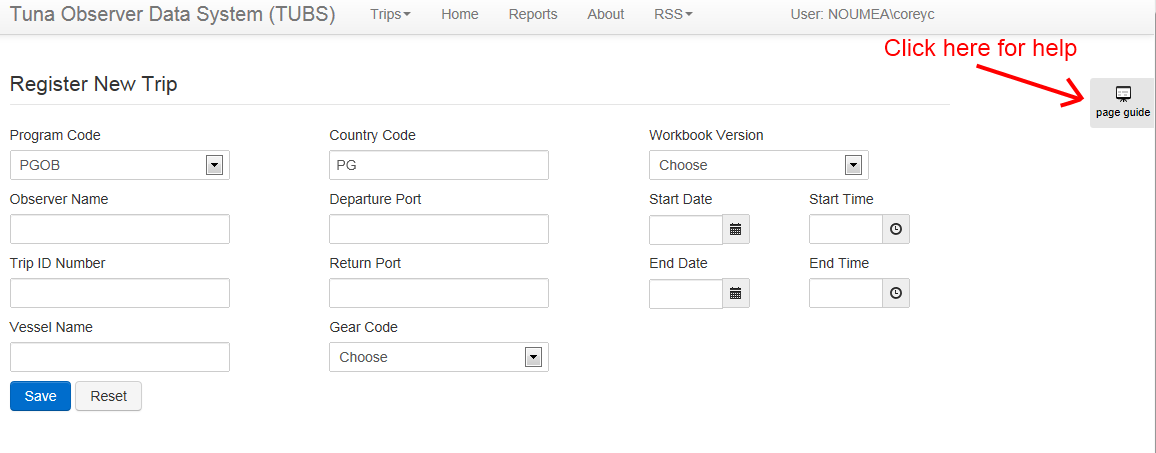 Tuna Observer Data System (TUBS) Trips Home Reports About RSS User: NOUMEA\coreyc
Click here for help
Register New Trip
page guide
Program Code Country Code Workbook Version
PGOB PG Choose
Observer Name Departure Port Start Date Start Time
Trip ID Number Return Port End Date End Time
Vessel Name Gear Code
Choose
Save Reset